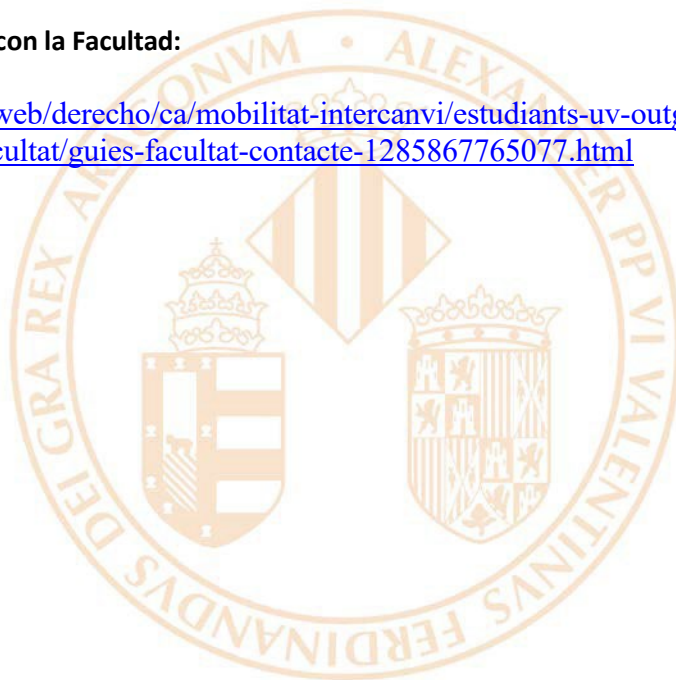 con la Facultad:
web/derecho/ca/mobilitat-intercanvi/estudiants-uv-outg
cultat/guies-facultat-contacte-1285867765077.html
FERDINANDVS DEI GRA REX ARAGONVM • ALEXANDER PP VI VALENTINVS